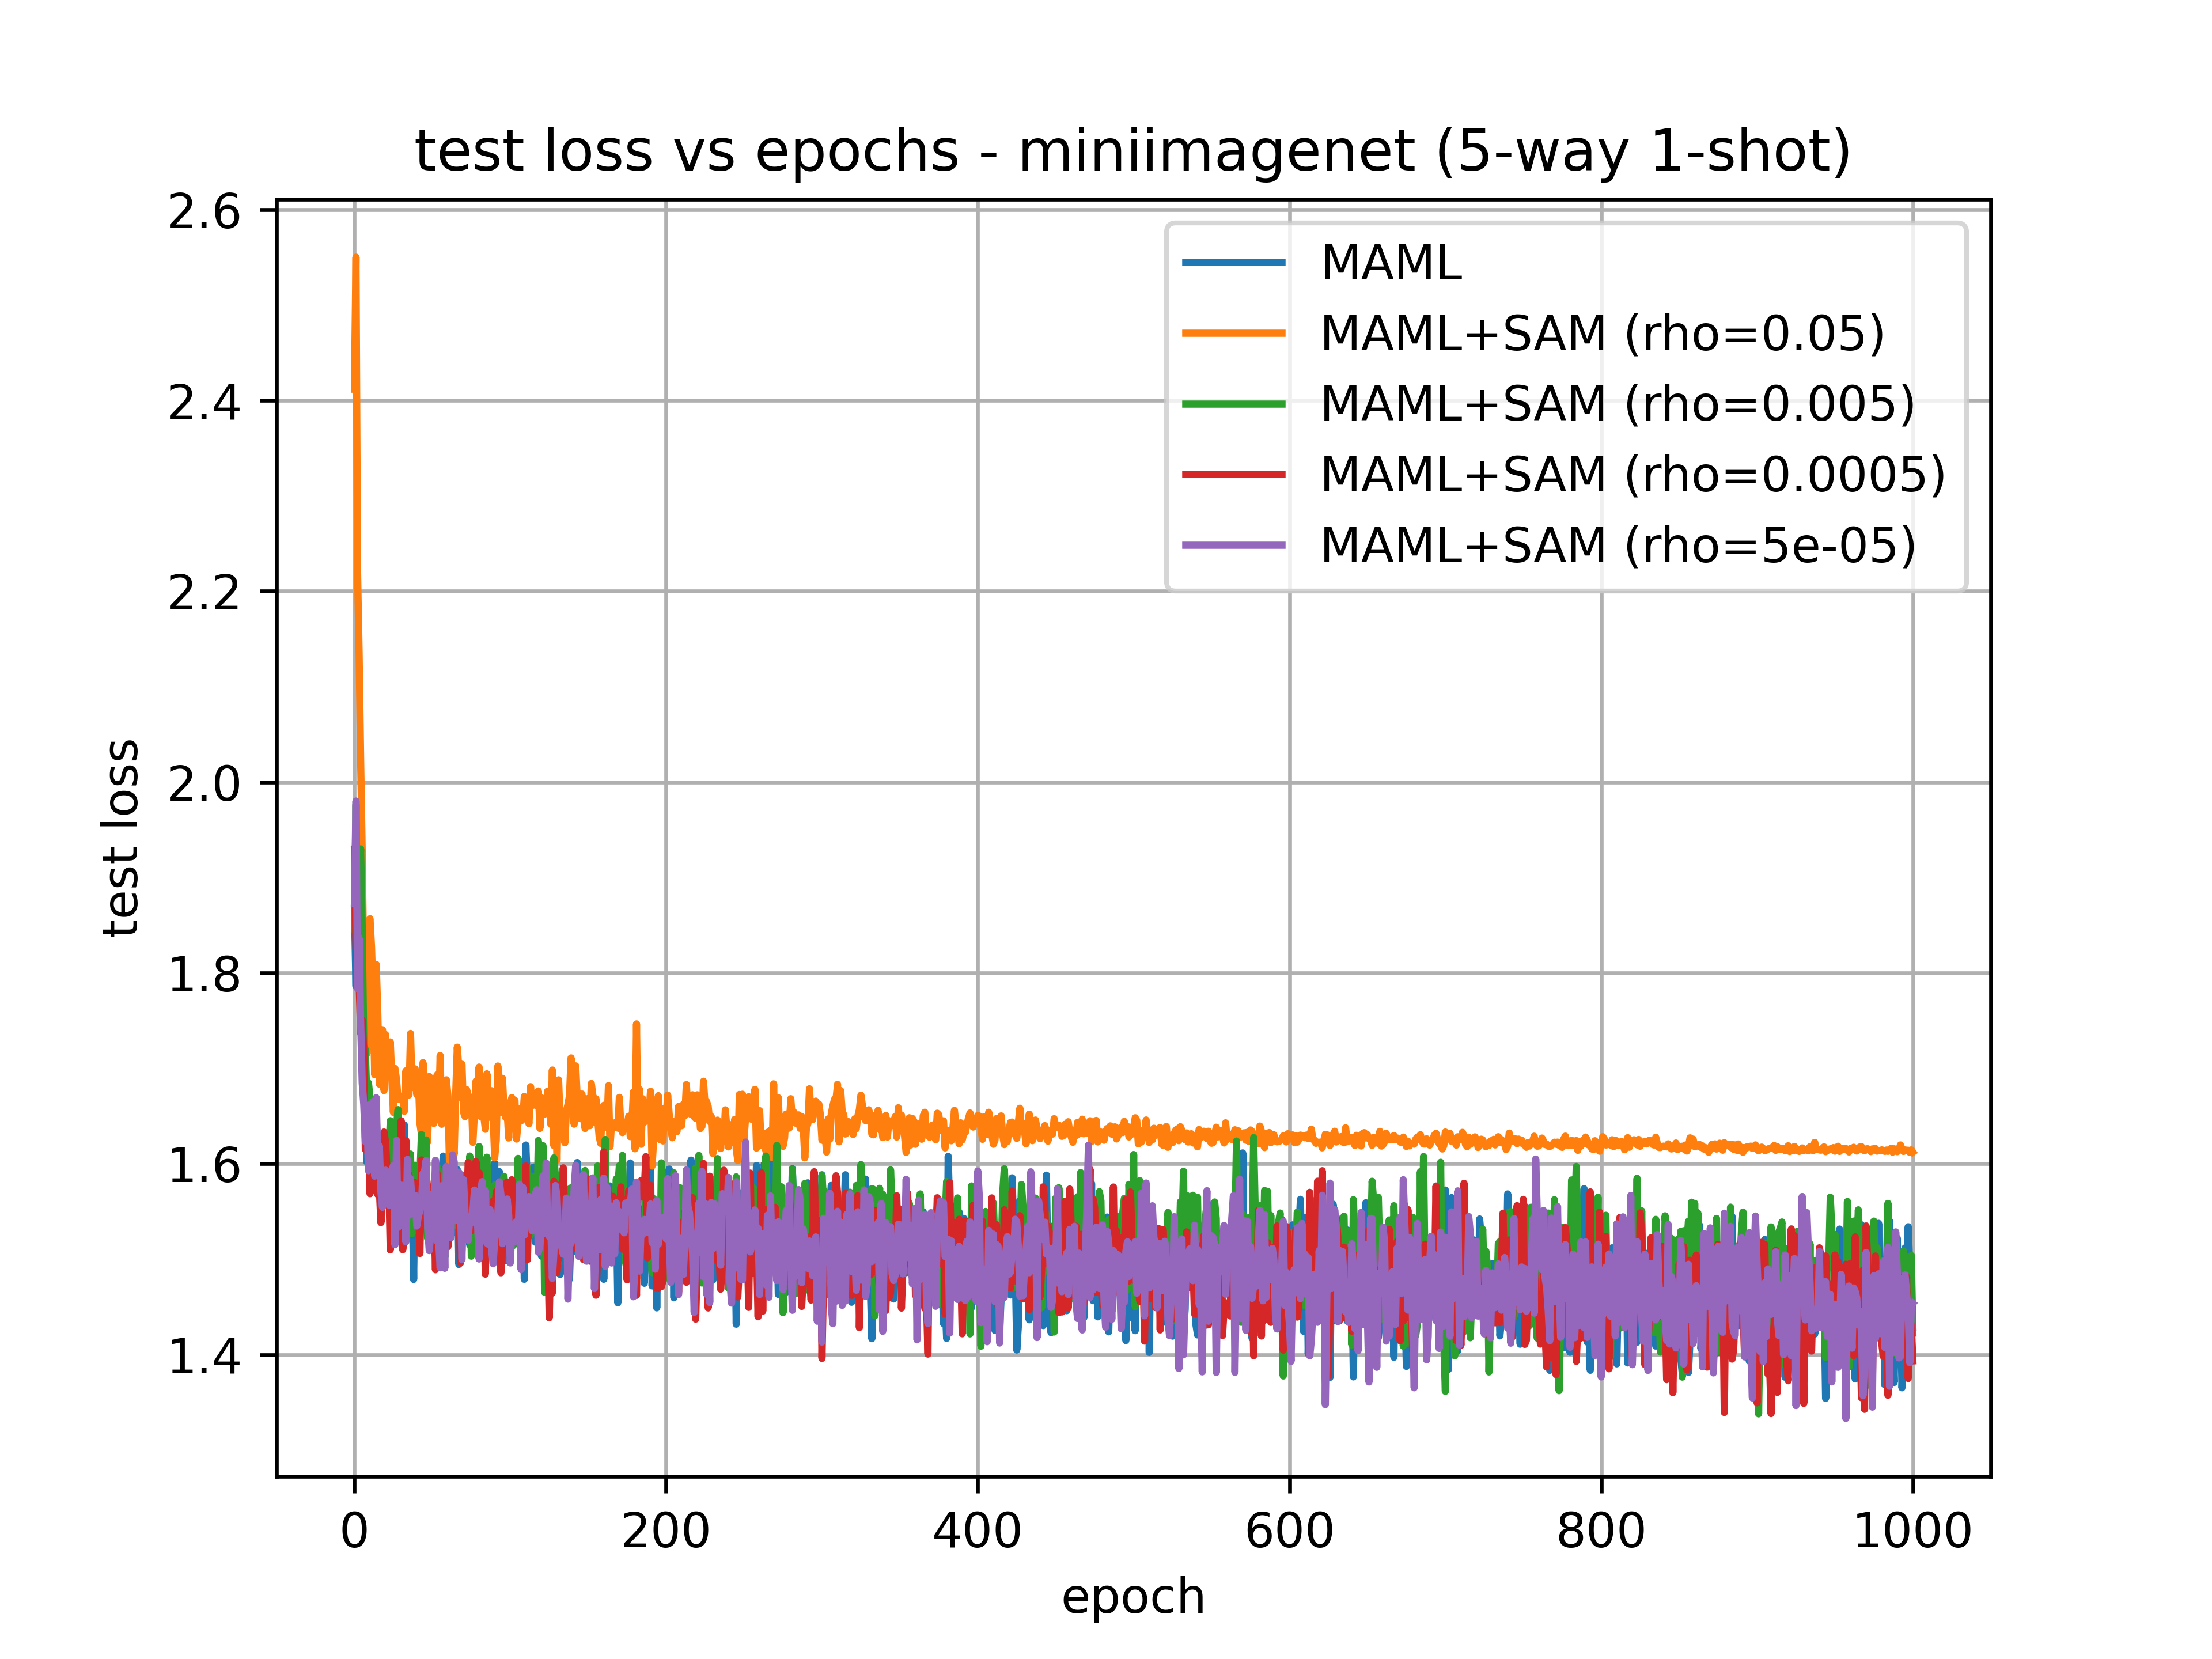 test loss vs epochs - miniimagenet (5-way 1-shot)
2.6
2.4
2.2
2.0
1.8
1.6
1.4
test loss
MAML
MAML+SAM (rho=0.05)
MAML+SAM (rho=0.005)
MAML+SAM (rho=0.0005)
MAML+SAM (rho=5e-05)
0 200 400 600 800 1000
epoch